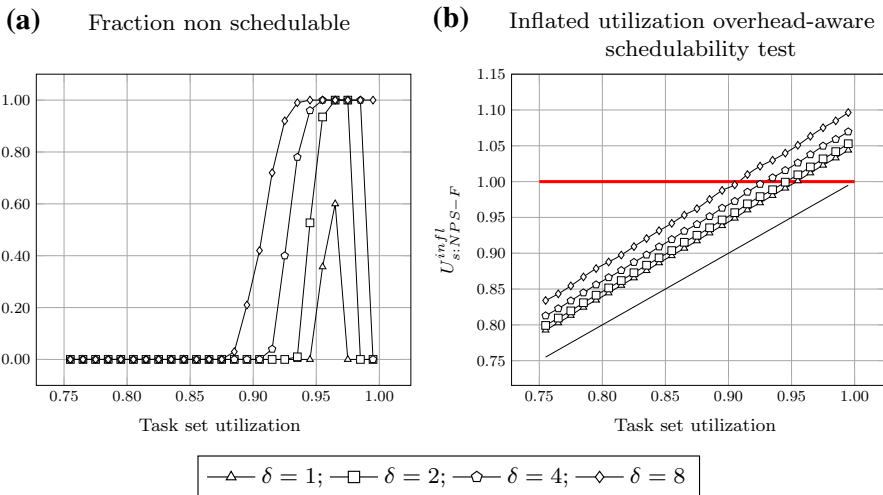 (a)
Fraction non schedulable
1.00
0.80
0.60
0.40
0.20
0.00
0.75 0.80 0.85 0.90 0.95 1.00
Task set utilization
(b)
Inflated utilization overhead-aware
schedulability test
U^{infl}_{s:NPS−F}
1.15
1.10
1.05
1.00
0.95
0.90
0.85
0.80
0.75
0.75 0.80 0.85 0.90 0.95 1.00
Task set utilization
δ = 1; δ = 2; δ = 4; δ = 8